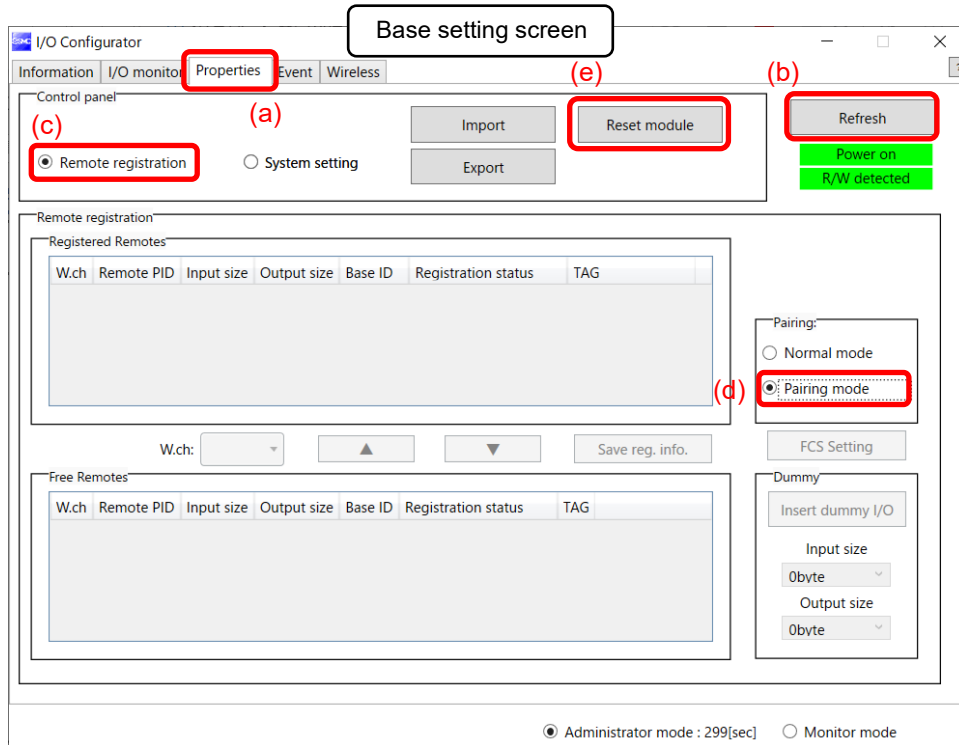 Base setting screen
SMC I/O Configurator
Information I/O monitor Properties Event Wireless
?
(a)
(e)
(b)
Control panel
(c)
Import
Reset module
Refresh
Remote registration
System setting
Export
Power on
R/W detected
Remote registration
Registered Remotes
W.ch Remote PID Input size Output size Base ID Registration status TAG
Pairing:
Normal mode
(d)
Pairing mode
W.ch:
▲
▼
Save reg. info.
FCS Setting
Free Remotes
W.ch Remote PID Input size Output size Base ID Registration status TAG
Dummy
Insert dummy I/O
Input size
0byte
Output size
0byte
Administrator mode : 299[sec]
Monitor mode